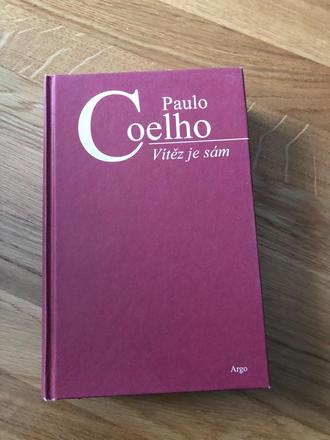 Paulo
Coelho
Vítěz je sám
Argo